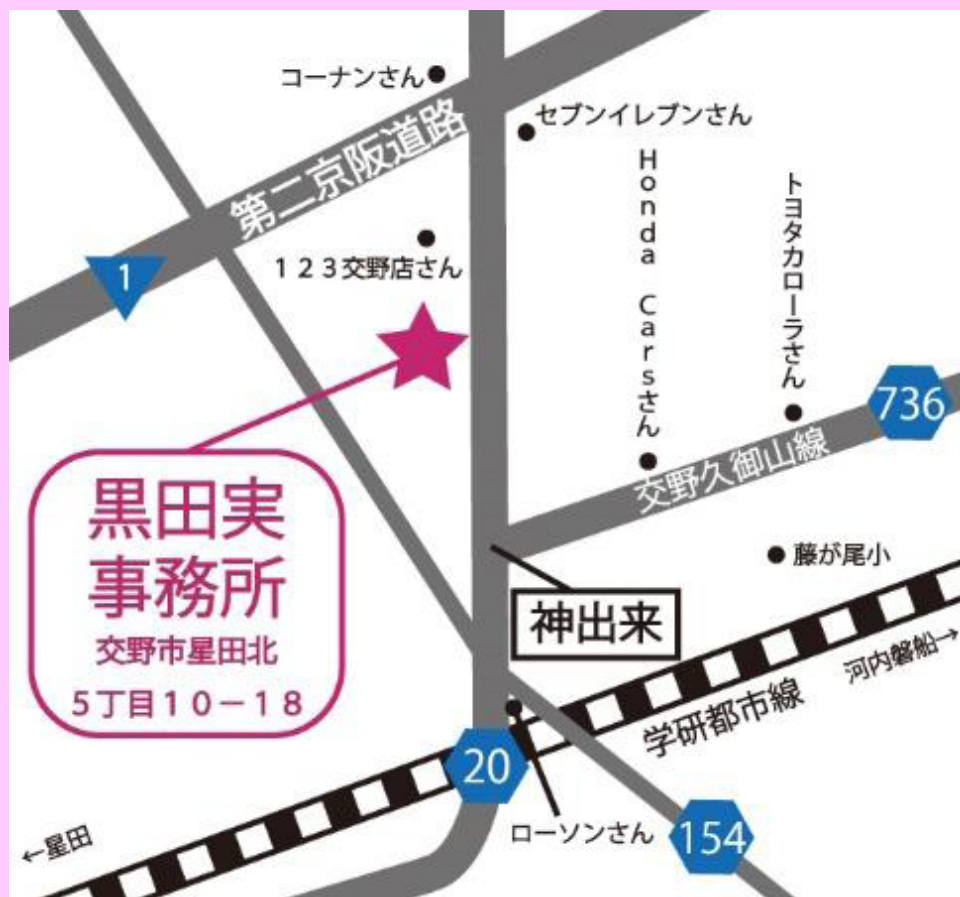 コーナンさん
セブンイレブンさん
第二京阪道路
Honda Carsさん
トヨタカローラさん
1
１２３交野店さん
736
交野久御山線
黒田実
事務所
交野市星田北
５丁目１０－１８
藤が尾小
神出来
河内磐船→
学研都市線
20
ローソンさん
154
←星田